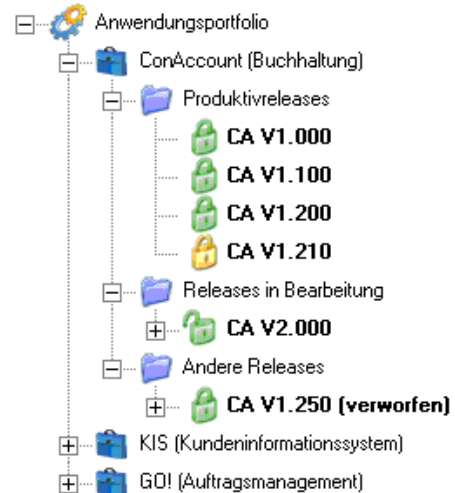 Anwendungsportfolio
ConAccount (Buchhaltung)
Produktivreleases
CA V1.000
CA V1.100
CA V1.200
CA V1.210
Releases in Bearbeitung
CA V2.000
Andere Releases
CA V1.250 (verworfen)
KIS (Kundeninformationssystem)
GO! (Auftragsmanagement)